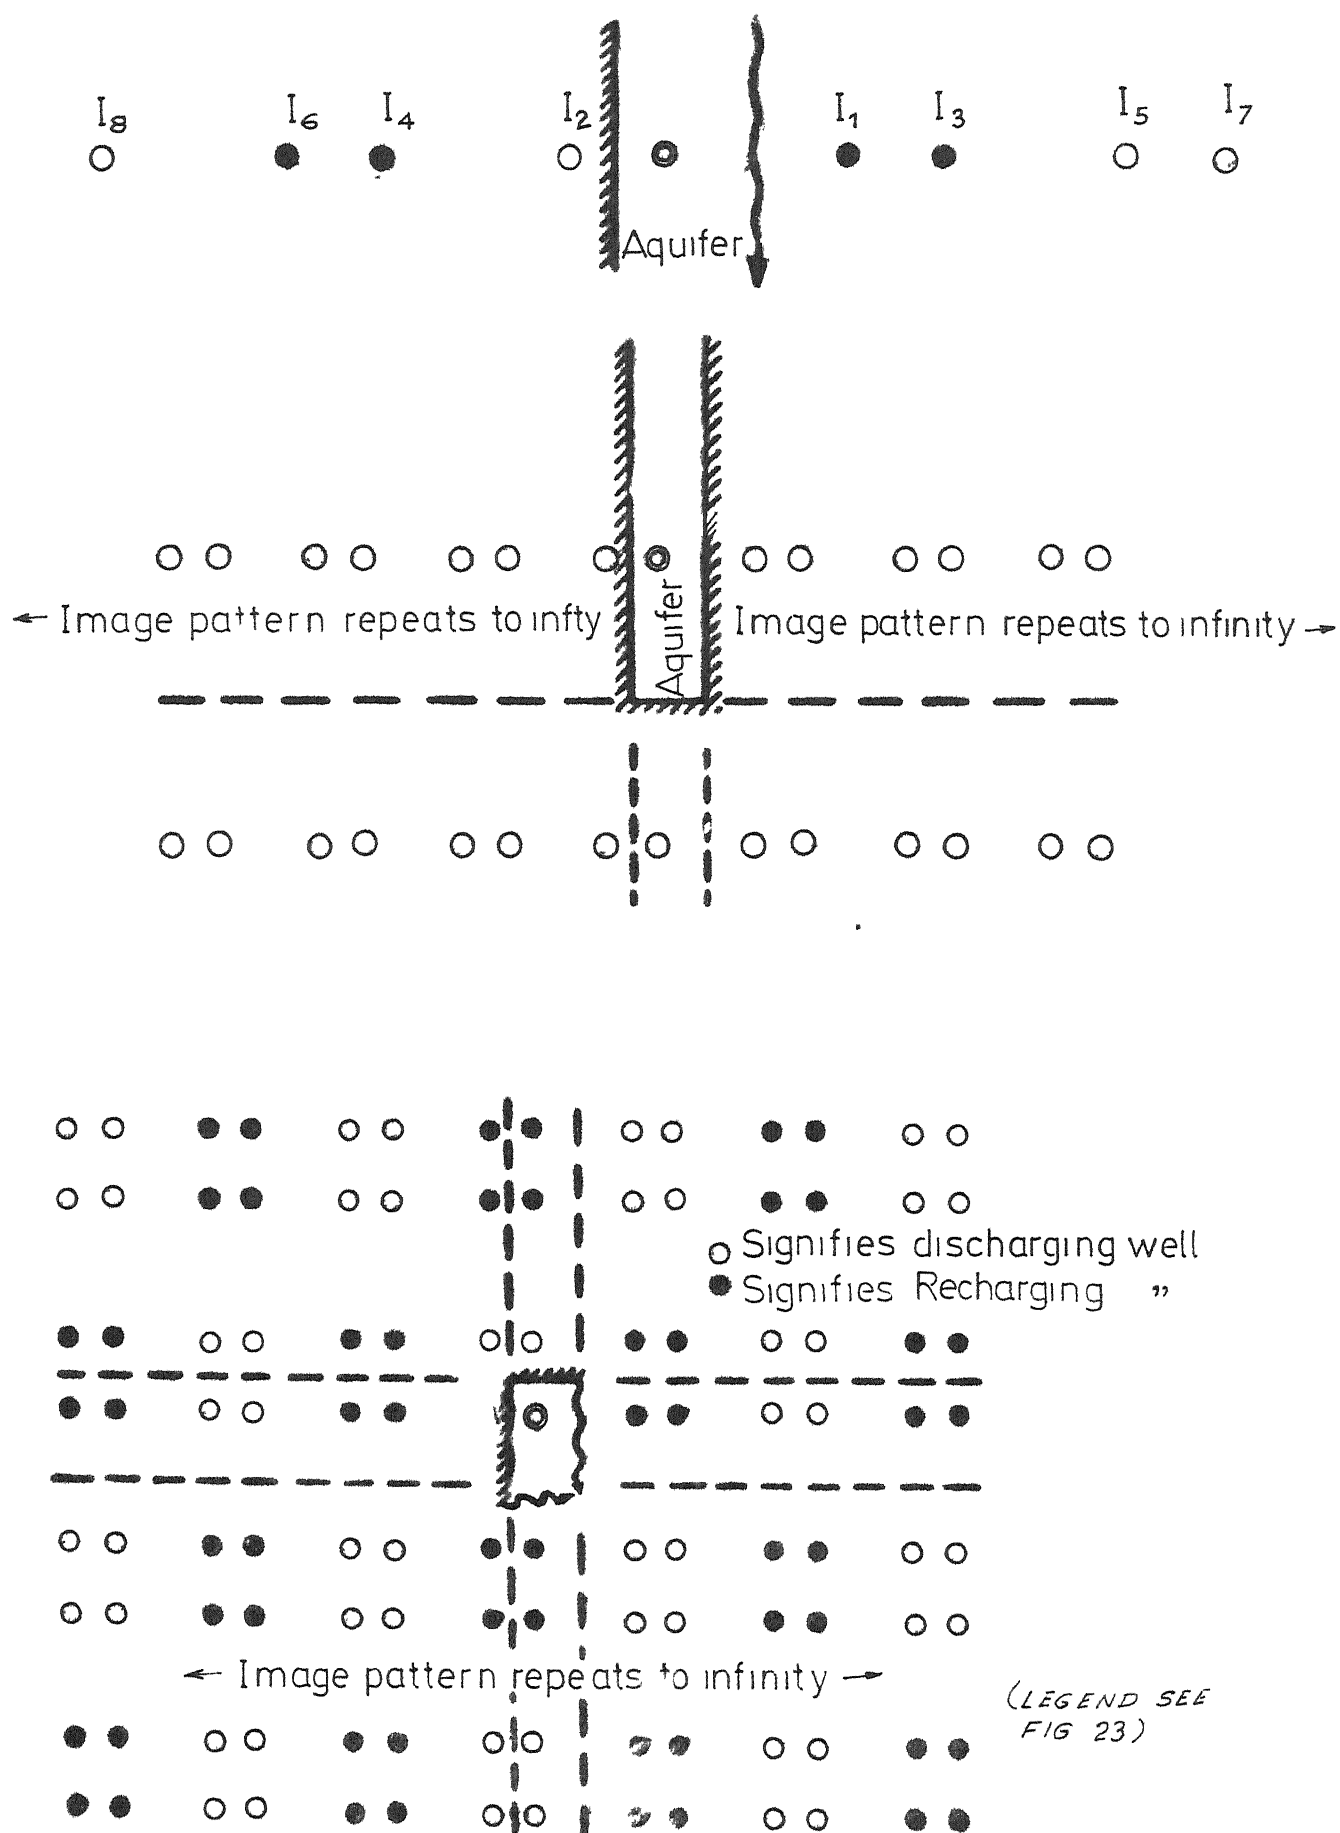 I8 I6 I4 I2 I1 I3 I5 I7
Aquifer
← Image pattern repeats to infty
Aquifer
Image pattern repeats to infinity →
Signifies discharging well
Signifies Recharging "
← Image pattern repeats to infinity →
(LEGEND SEE
FIG 23)